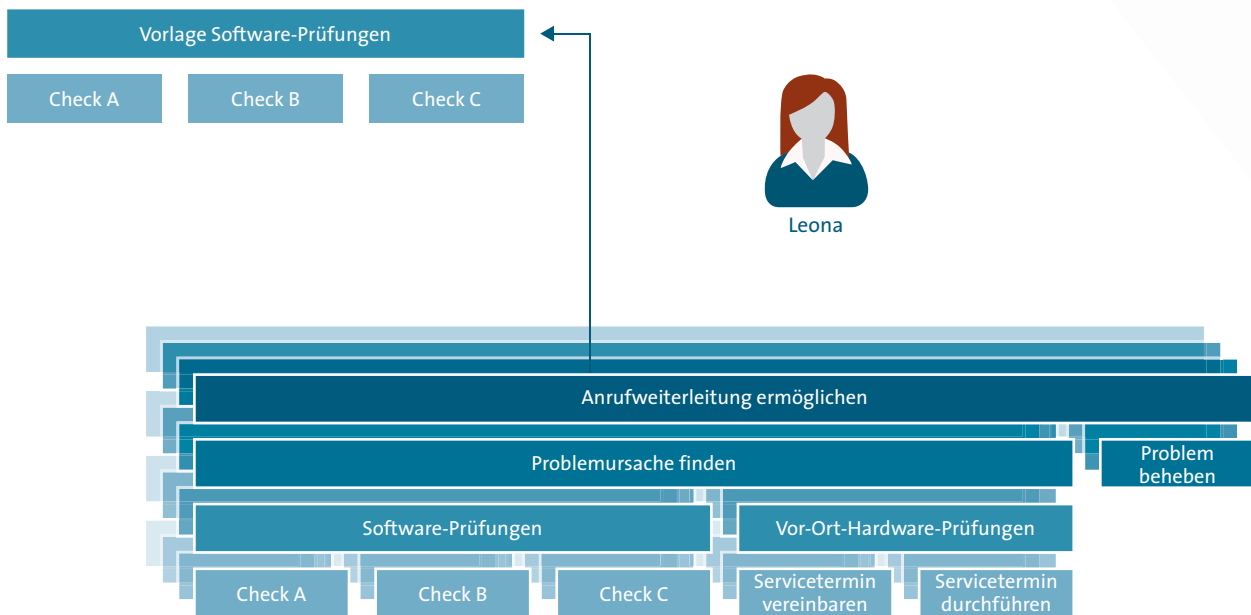 Vorlage Software-Prüfungen
Check A
Check B
Check C
Leona
Anrufweiterleitung ermöglichen
Problemursache finden
Problem
beheben
Software-Prüfungen
Vor-Ort-Hardware-Prüfungen
Check A
Check B
Check C
Servicetermin
vereinbaren
Servicetermin
durchführen